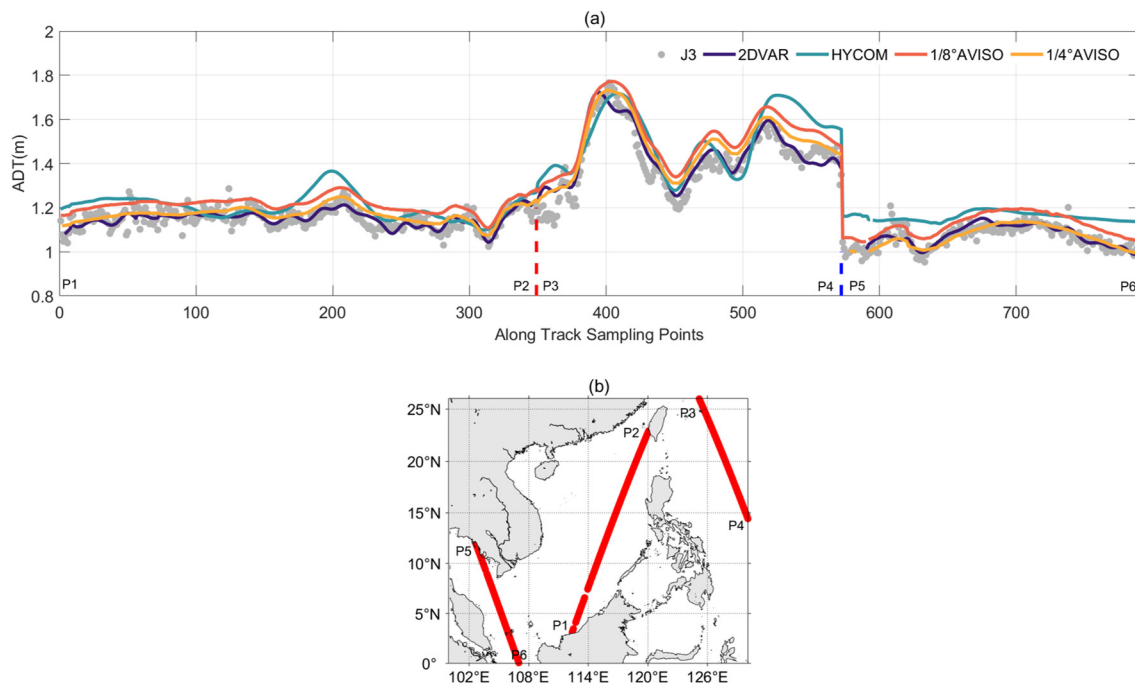 (a)
2
1.8
1.6
1.4
1.2
1
0.8
ADT(m)
J3 2DVAR HYCOM 1/8°AVISO 1/4°AVISO
P1 P2 P3 P4 P5 P6
0 100 200 300 400 500 600 700
Along Track Sampling Points
(b)
25°N
20°N
15°N
10°N
5°N
0°
P3
P2
P4
P5
P1
P6
102°E 108°E 114°E 120°E 126°E